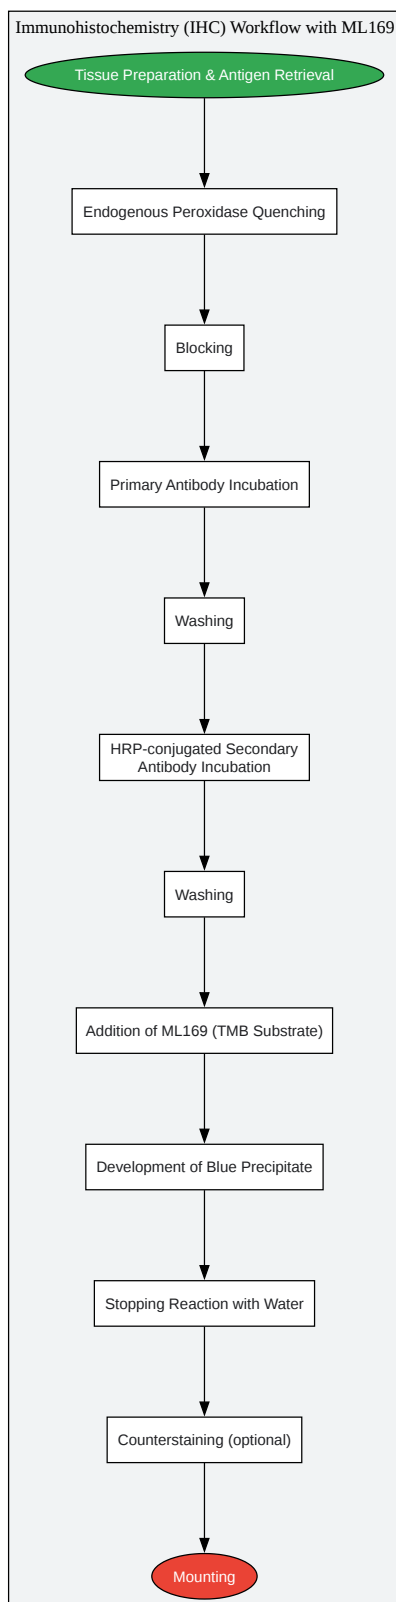 Immunohistochemistry (IHC) Workflow with ML169
Tissue Preparation & Antigen Retrieval
Endogenous Peroxidase Quenching
Blocking
Primary Antibody Incubation
Washing
HRP-conjugated Secondary
Antibody Incubation
Washing
Addition of ML169 (TMB Substrate)
Development of Blue Precipitate
Stopping Reaction with Water
Counterstaining (optional)
Mounting